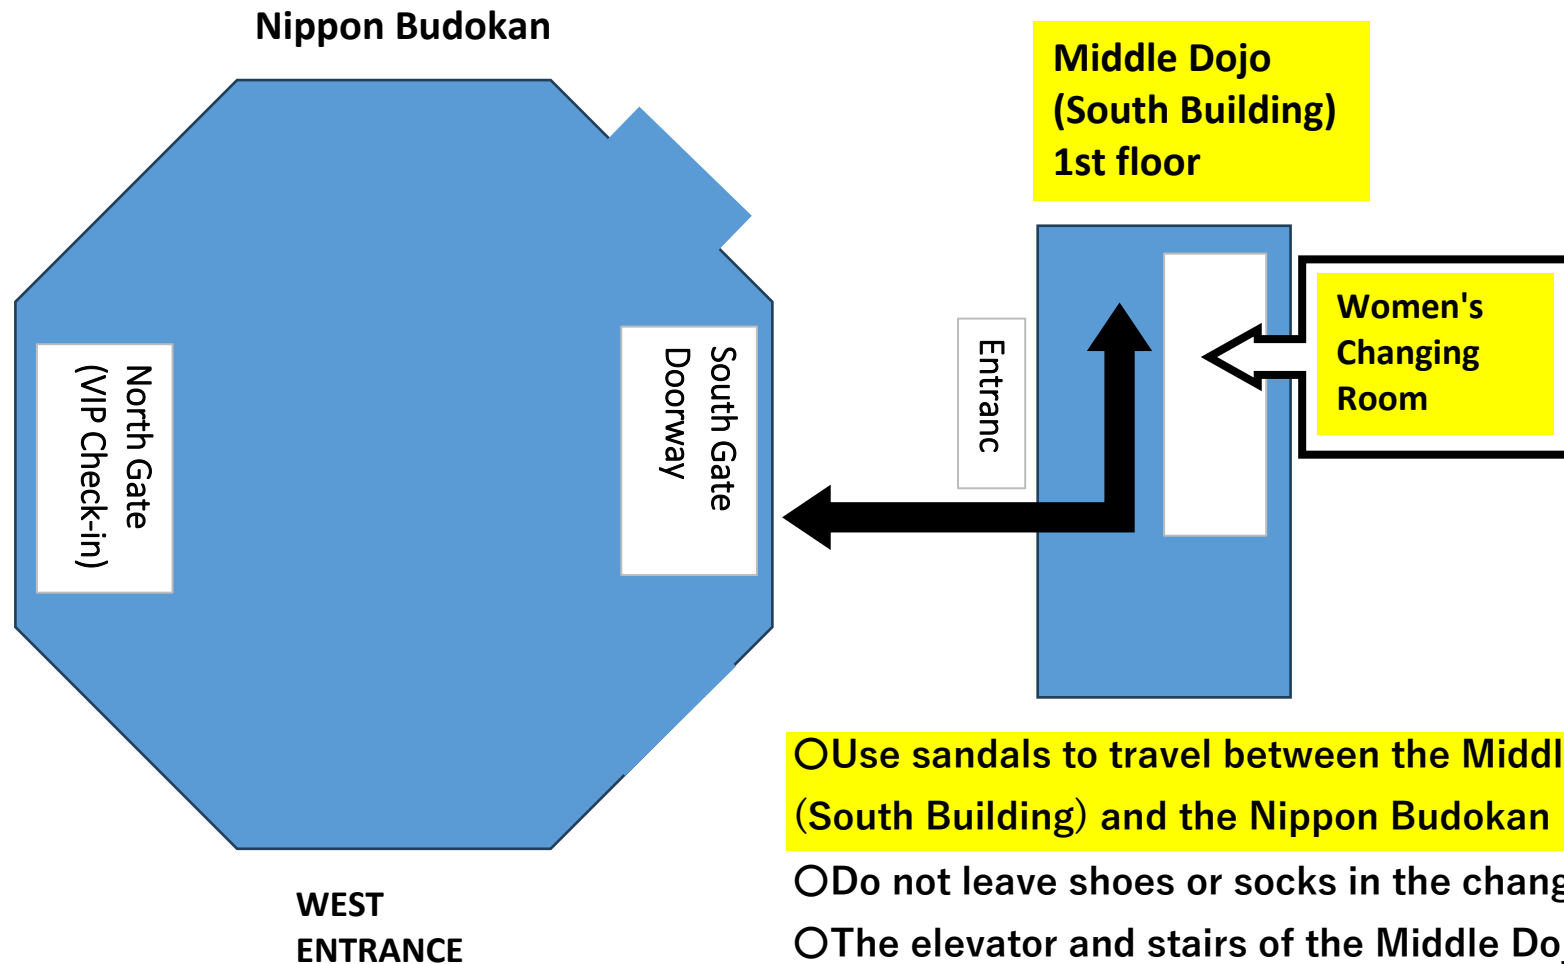 Nippon Budokan
Middle Dojo
(South Building)
1st floor
North Gate
(VIP Check-in)
South Gate
Doorway
Entranc
Women's
Changing
Room
○Use sandals to travel between the Middl
(South Building) and the Nippon Budokan
○Do not leave shoes or socks in the chang
○The elevator and stairs of the Middle Do
WEST
ENTRANCE